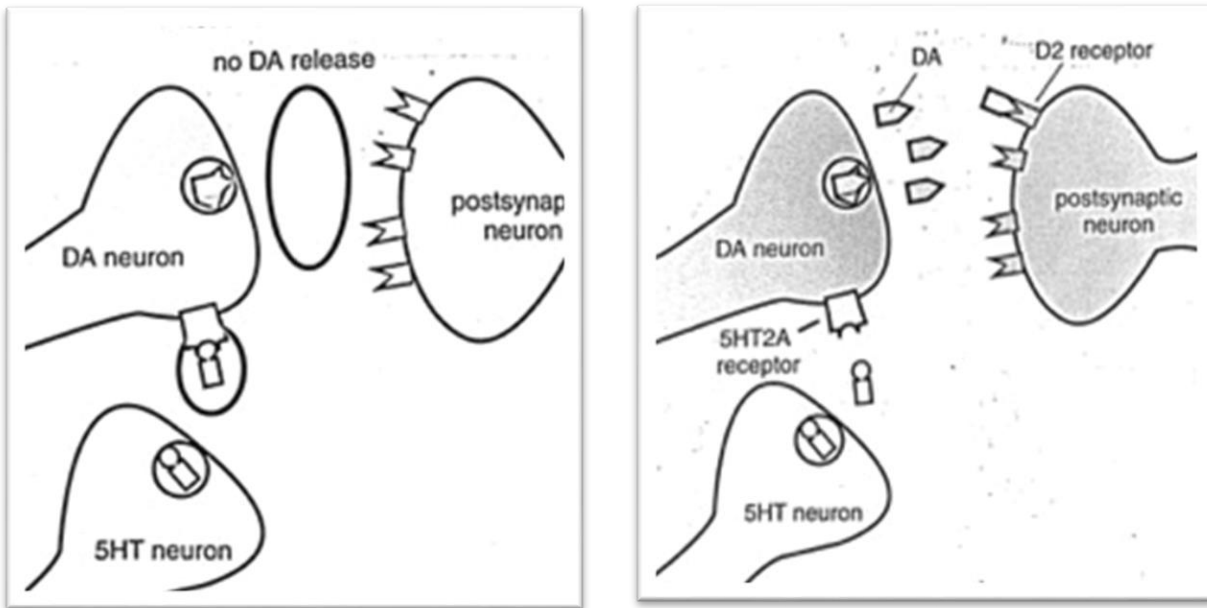 no DA release
DA neuron
postsynap
neuron
5HT neuron
DA
D2 receptor
DA neuron
postsynaptic
neuron
5HT2A
receptor
5HT neuron